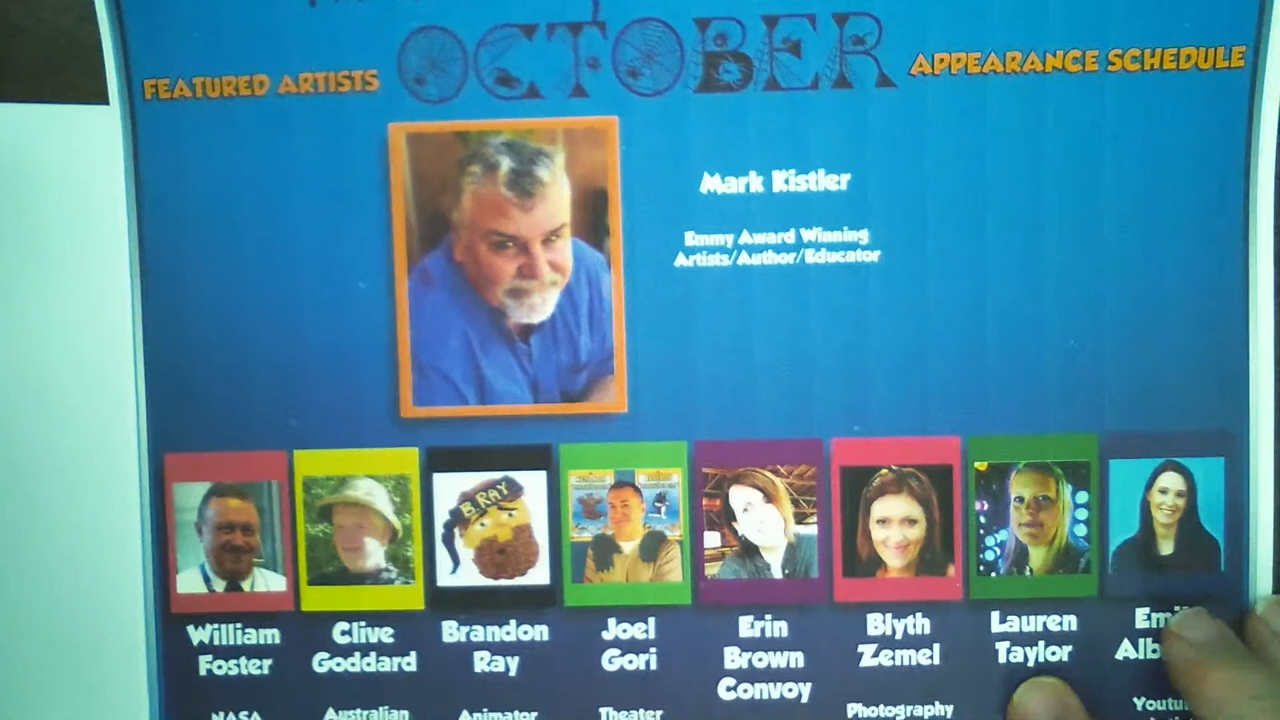 OCTOBER
FEATURED ARTISTS
APPEARANCE SCHEDULE
Mark Kistler
Emmy Award Winning
Artists/Author/Educator
B.RAY
William
Foster
Clive
Goddard
Brandon
Ray
Joel
Gori
Erin
Brown
Convoy
Blyth
Zemel
Lauren
Taylor
NASA
Australian
Animator
Theater
Photography